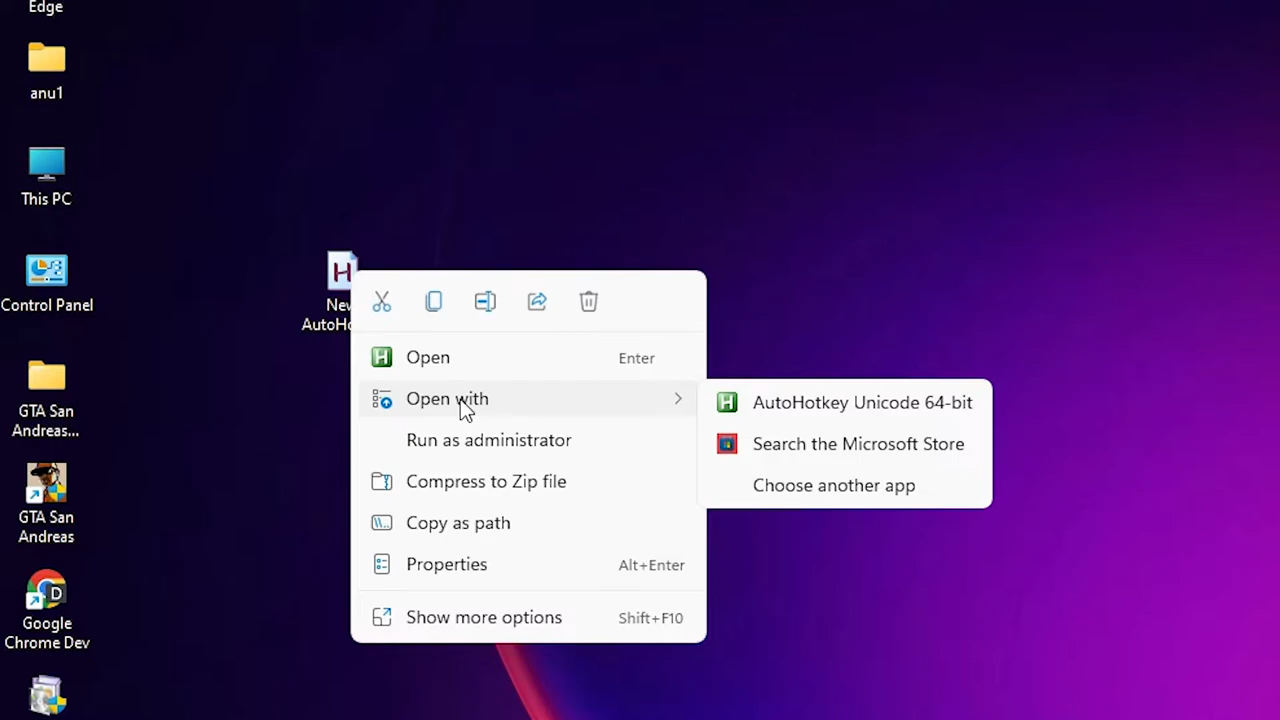 Edge
anu1
This PC
Control Panel
GTA San
Andreas...
GTA San
Andreas
Google
Chrome Dev
Open
Enter
Open with
Run as administrator
Compress to Zip file
Copy as path
Properties
Alt+Enter
Show more options
Shift+F10
AutoHotkey Unicode 64-bit
Search the Microsoft Store
Choose another app